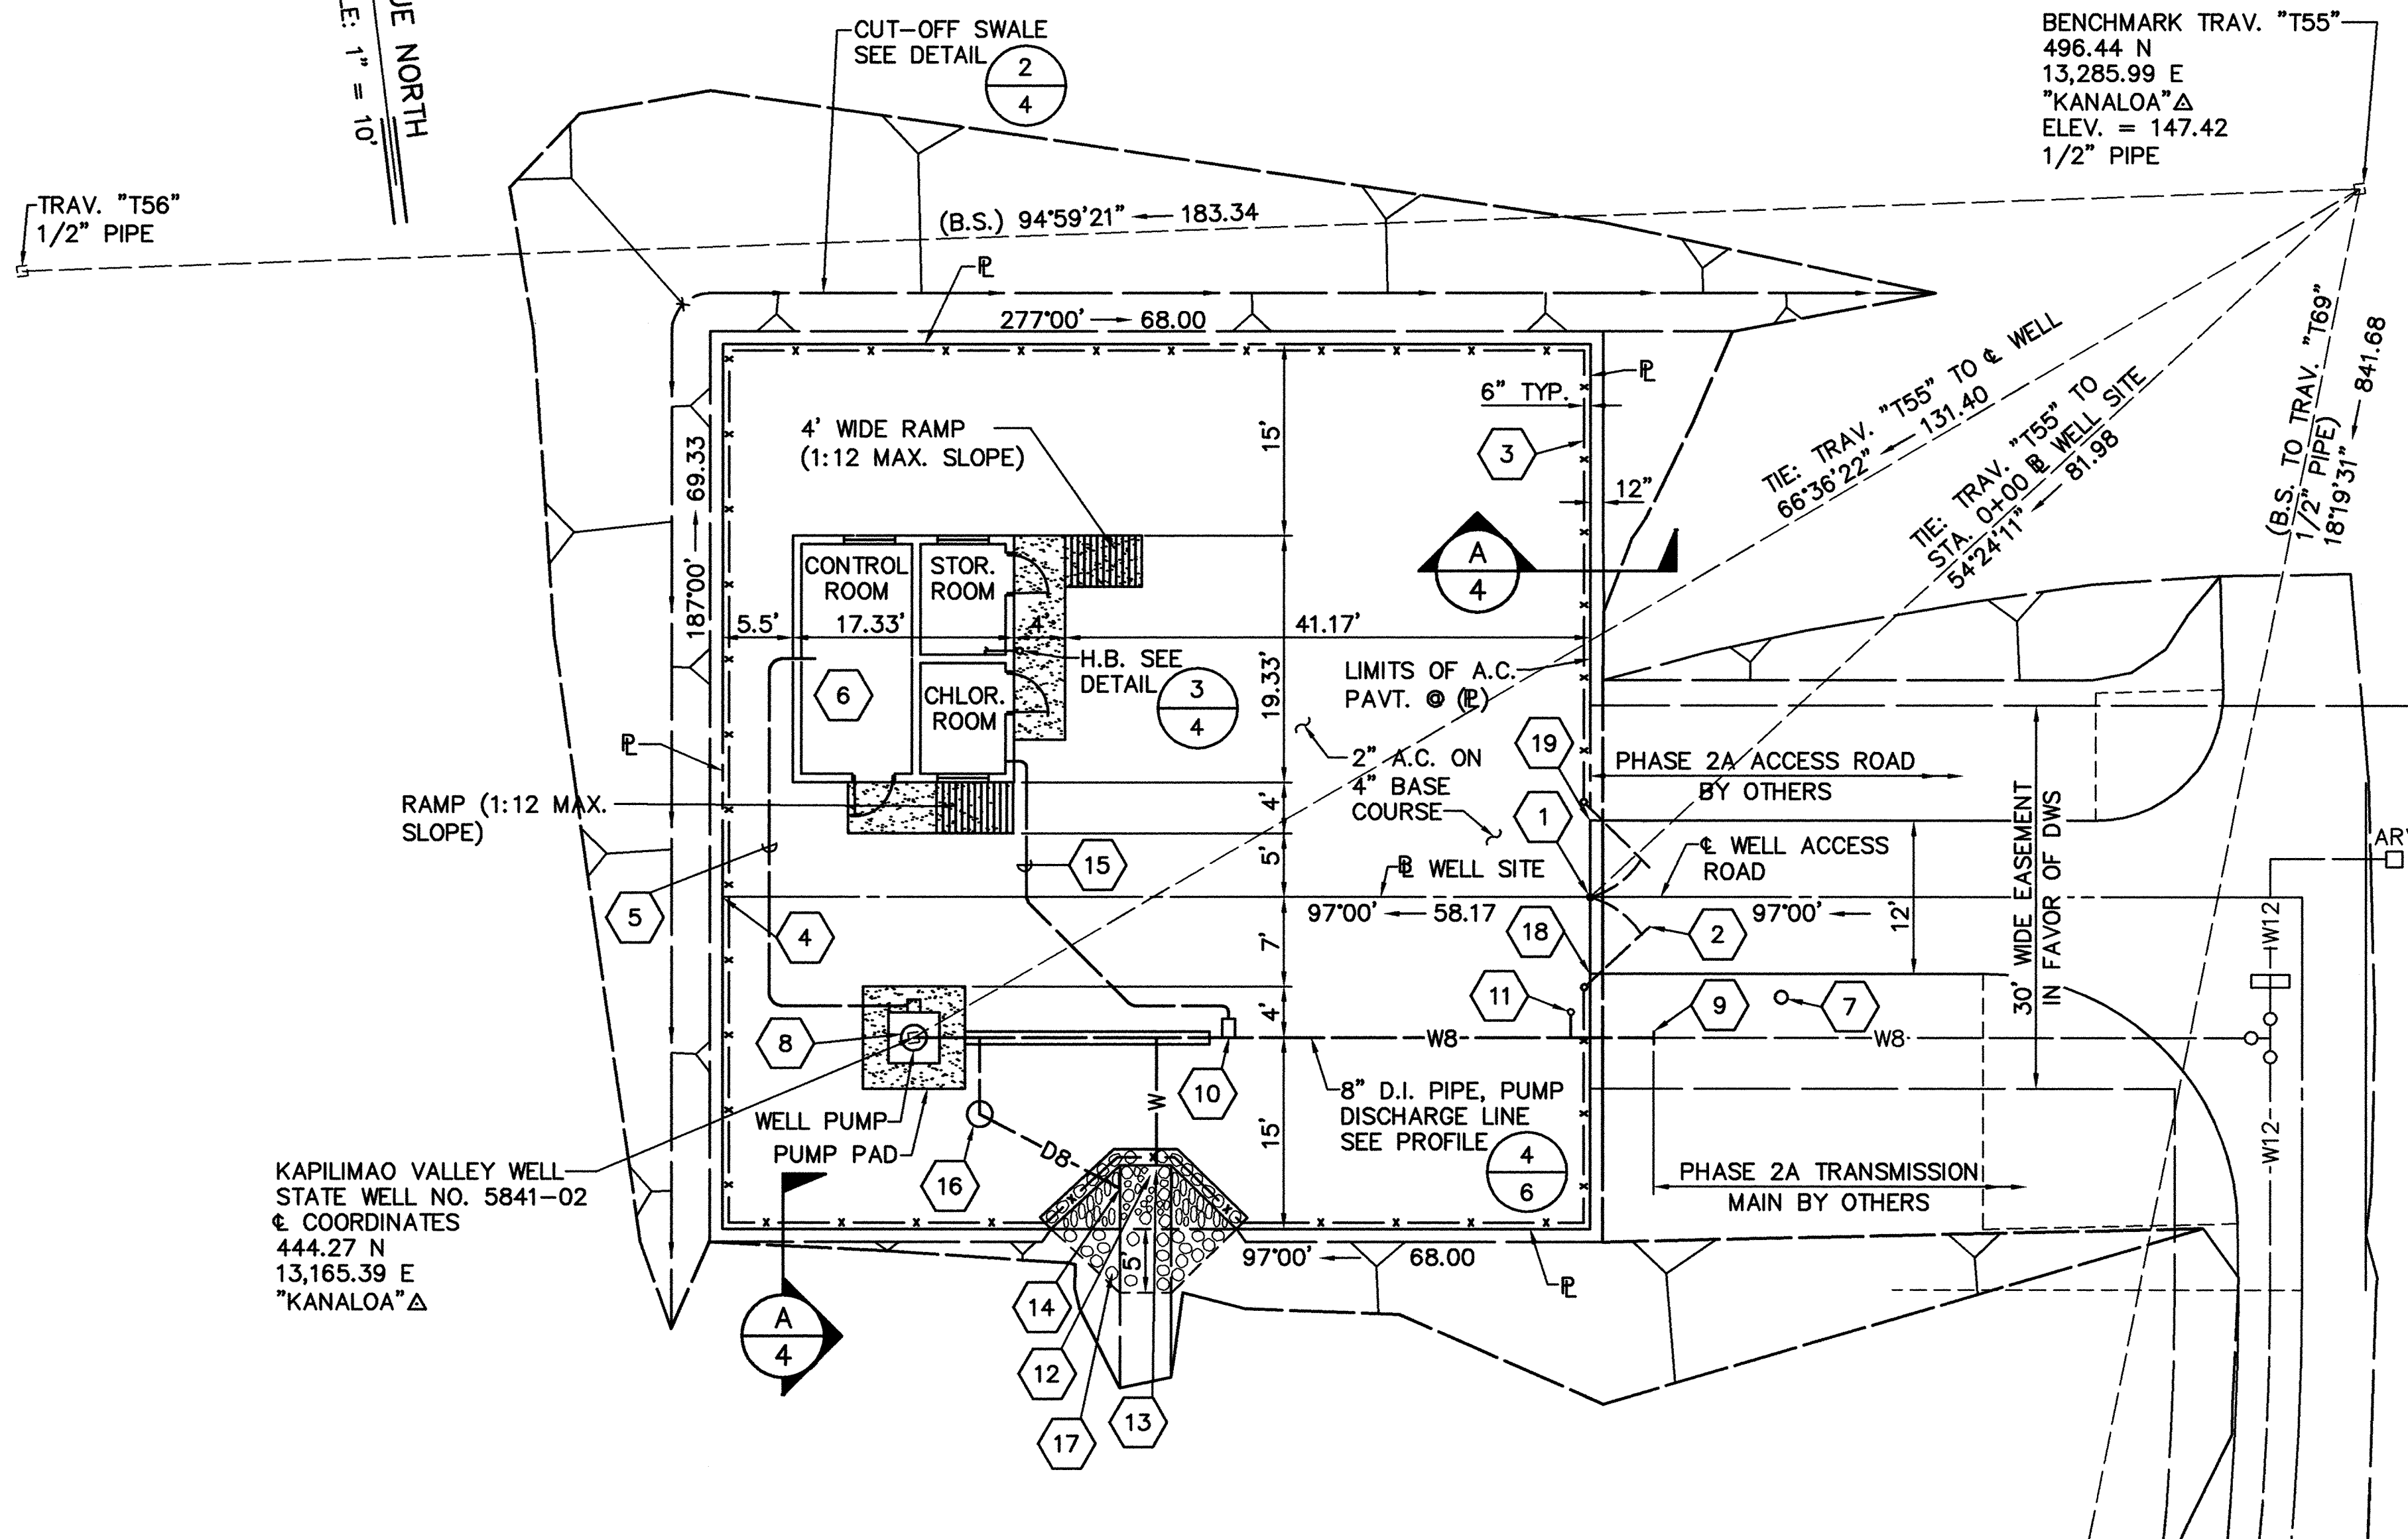 UE NORTH
LE: 1" = 10'
CUT-OFF SWALE
SEE DETAIL
2
4
BENCHMARK TRAV. "T55"
496.44 N
13,285.99 E
"KANALOA"
ELEV. = 147.42
1/2" PIPE
TRAV. "T56"
1/2" PIPE
(B.S.) 94°59'21" ← 183.34
PL
277°00' → 68.00
187°00' → 69.33
PL
6" TYP.
3
12"
4' WIDE RAMP
(1:12 MAX. SLOPE)
15'
TIE: TRAV. "T55" TO ℄ WELL
66°36'22" ← 131.40
TIE: TRAV. "T55" TO
STA. 0+00 BL WELL SITE
54°24'11" ← 81.98
(B.S. TO TRAV. "T69"
1/2" PIPE)
18°19'31" ← 841.68
A
4
CONTROL
ROOM
STOR.
ROOM
5.5'
17.33'
4'
41.17'
H.B. SEE
DETAIL
3
4
6
CHLOR.
ROOM
19.33'
LIMITS OF A.C.
PAVT. @ (PL)
PL
19
2" A.C. ON
4" BASE
COURSE
PHASE 2A ACCESS ROAD
BY OTHERS
RAMP (1:12 MAX.
SLOPE)
4'
1
15
5'
BL WELL SITE
℄ WELL ACCESS
ROAD
30' WIDE EASEMENT
IN FAVOR OF DWS
AR
5
4
97°00' ← 58.17
97°00' ←
12'
W12
7'
18
2
11
9
7
4'
8
W8
W8
10
8" D.I. PIPE, PUMP
DISCHARGE LINE
SEE PROFILE
4
6
W
WELL PUMP
PUMP PAD
15'
D8
16
W12
PHASE 2A TRANSMISSION
MAIN BY OTHERS
KAPILIMAO VALLEY WELL
STATE WELL NO. 5841-02
℄ COORDINATES
444.27 N
13,165.39 E
"KANALOA"
5'
97°00' ← 68.00
PL
14
A
4
12
13
17